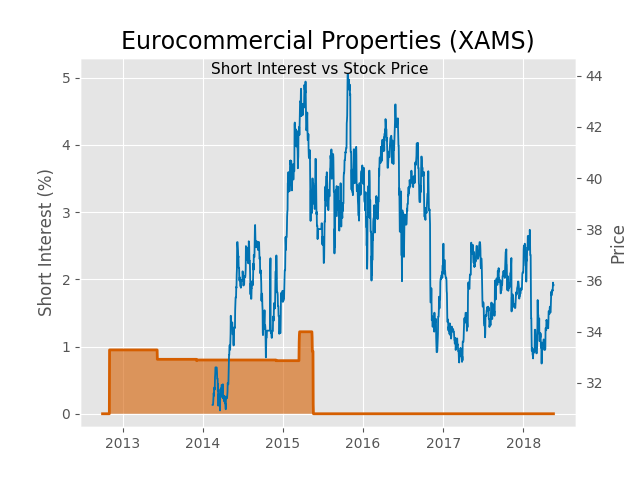 Eurocommercial Properties (XAMS)
Short Interest vs Stock Price
Short Interest (%)
5
4
3
2
1
0
44
42
40
38
36
34
32
Price
2013 2014 2015 2016 2017 2018